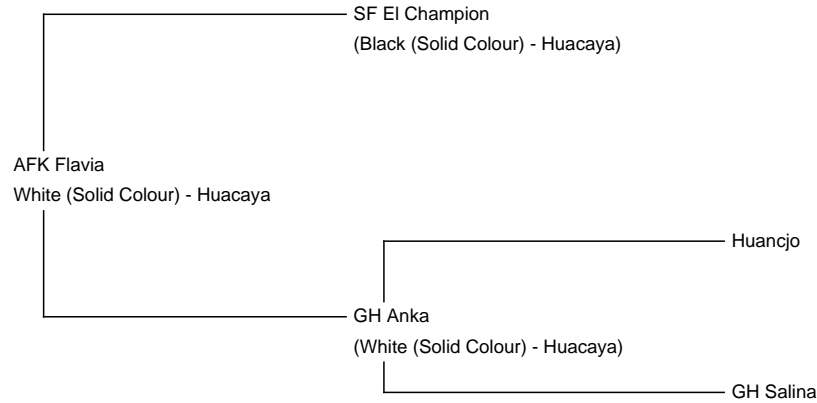 SF El Champion
(Black (Solid Colour) - Huacaya)
AFK Flavia
White (Solid Colour) - Huacaya
Huancjo
GH Anka
(White (Solid Colour) - Huacaya)
GH Salina